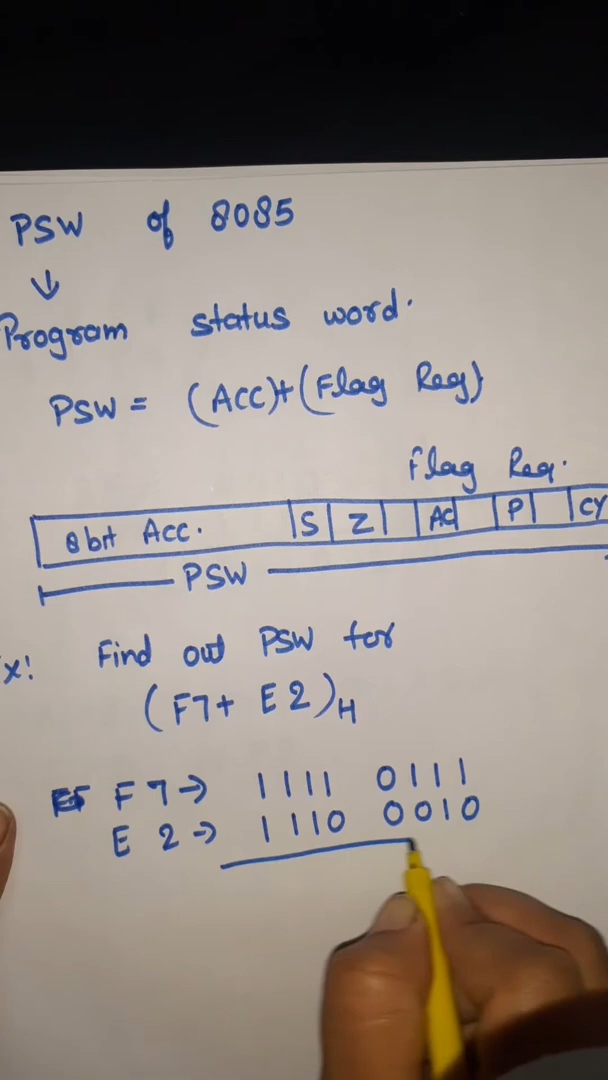 PSW of 8085
↓
Program status word.
PSW = (ACC)+(Flag Reg)
Flag Reg.
8 bit Acc. S Z AC P CY
PSW
x! Find out PSW for
(F7+ E2)H
F7→ 1111 0111
E2→ 1110 0010